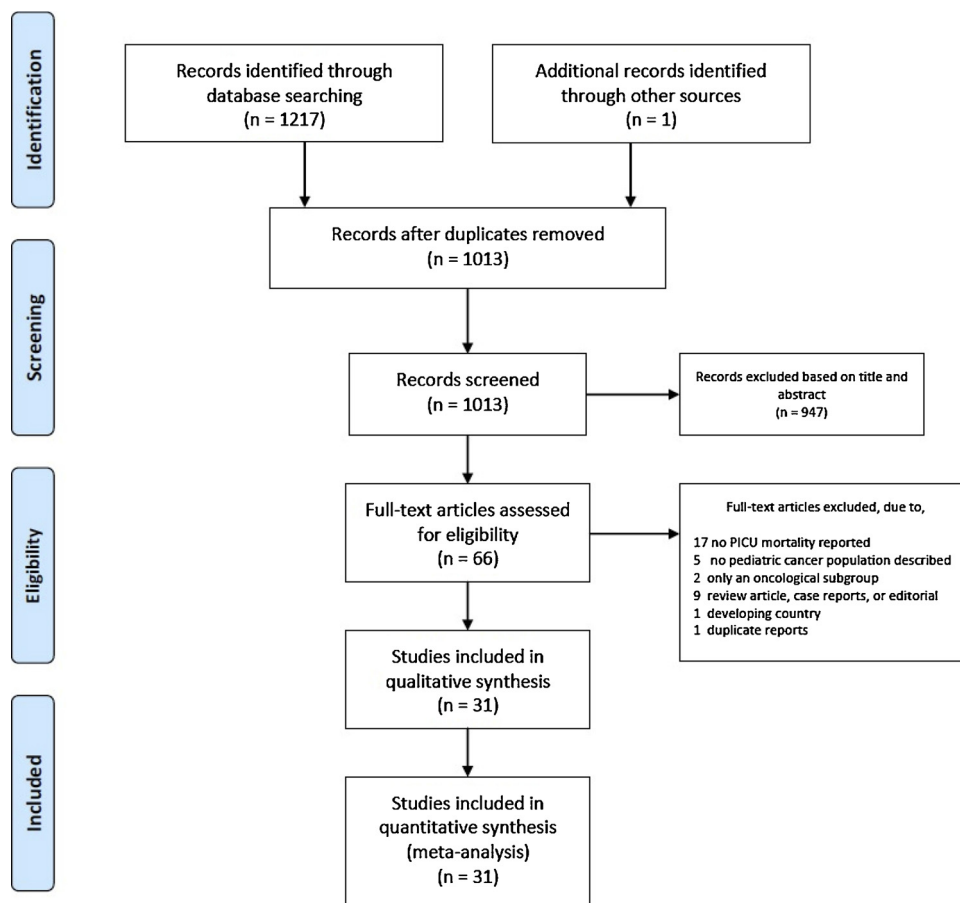 Identification
Records identified through
database searching
(n = 1217)
Additional records identified
through other sources
(n = 1)
Records after duplicates removed
(n = 1013)
Screening
Records screened
(n = 1013)
Records excluded based on title and
abstract
(n = 947)
Eligibility
Full-text articles assessed
for eligibility
(n = 66)
Full-text articles excluded, due to,
17 no PICU mortality reported
5 no pediatric cancer population described
2 only an oncological subgroup
9 review article, case reports, or editorial
1 developing country
1 duplicate reports
Studies included in
qualitative synthesis
(n = 31)
Included
Studies included in
quantitative synthesis
(meta-analysis)
(n = 31)